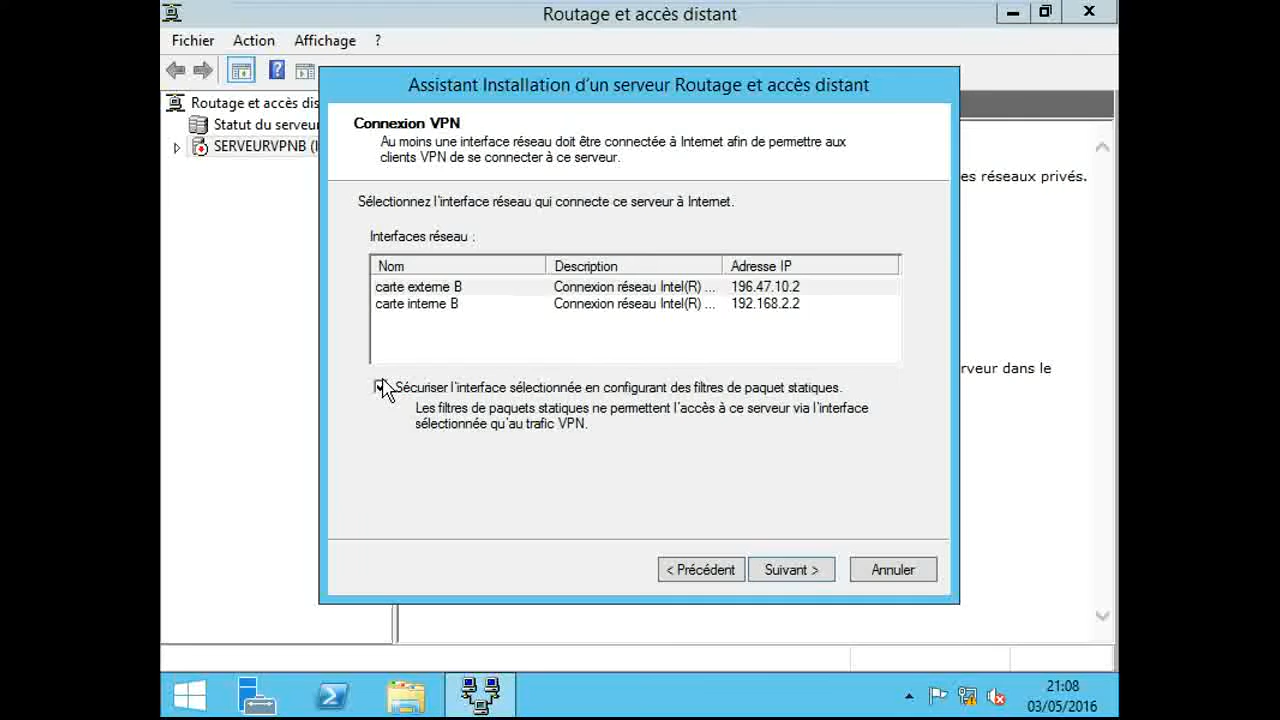 Routage et accès distant
Fichier Action Affichage ?
Assistant Installation d'un serveur Routage et accès distant
Routage et accès dis
Statut du serveur
SERVEURVPNB (
Connexion VPN
Au moins une interface réseau doit être connectée à Internet afin de permettre aux
clients VPN de se connecter à ce serveur.
es réseaux privés.
Sélectionnez l'interface réseau qui connecte ce serveur à Internet.
Interfaces réseau :
Nom Description Adresse IP
carte externe B Connexion réseau Intel(R) ... 196.47.10.2
carte interne B Connexion réseau Intel(R) ... 192.168.2.2
rveur dans le
Sécuriser l'interface sélectionnée en configurant des filtres de paquet statiques.
Les filtres de paquets statiques ne permettent l'accès à ce serveur via l'interface
sélectionnée qu'au trafic VPN.
< Précédent Suivant > Annuler
21:08
03/05/2016